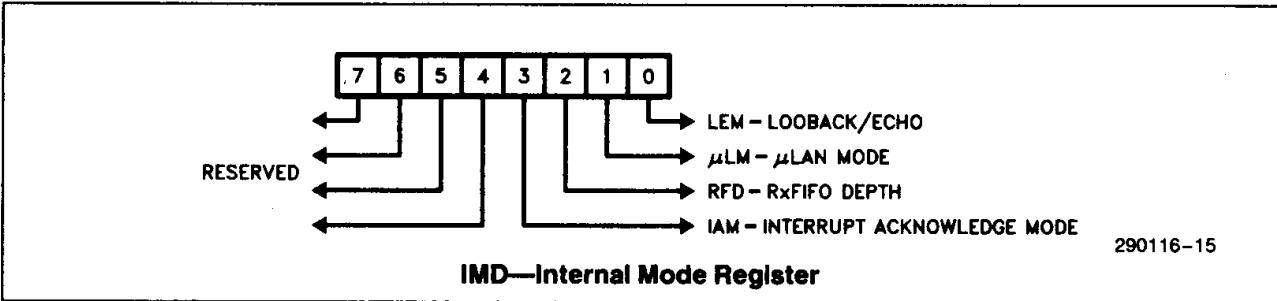 7 6 5 4 3 2 1 0
LEM – LOOBACK/ECHO
μLM – μLAN MODE
RESERVED
RFD – RxFIFO DEPTH
IAM – INTERRUPT ACKNOWLEDGE MODE
290116–15
IMD—Internal Mode Register